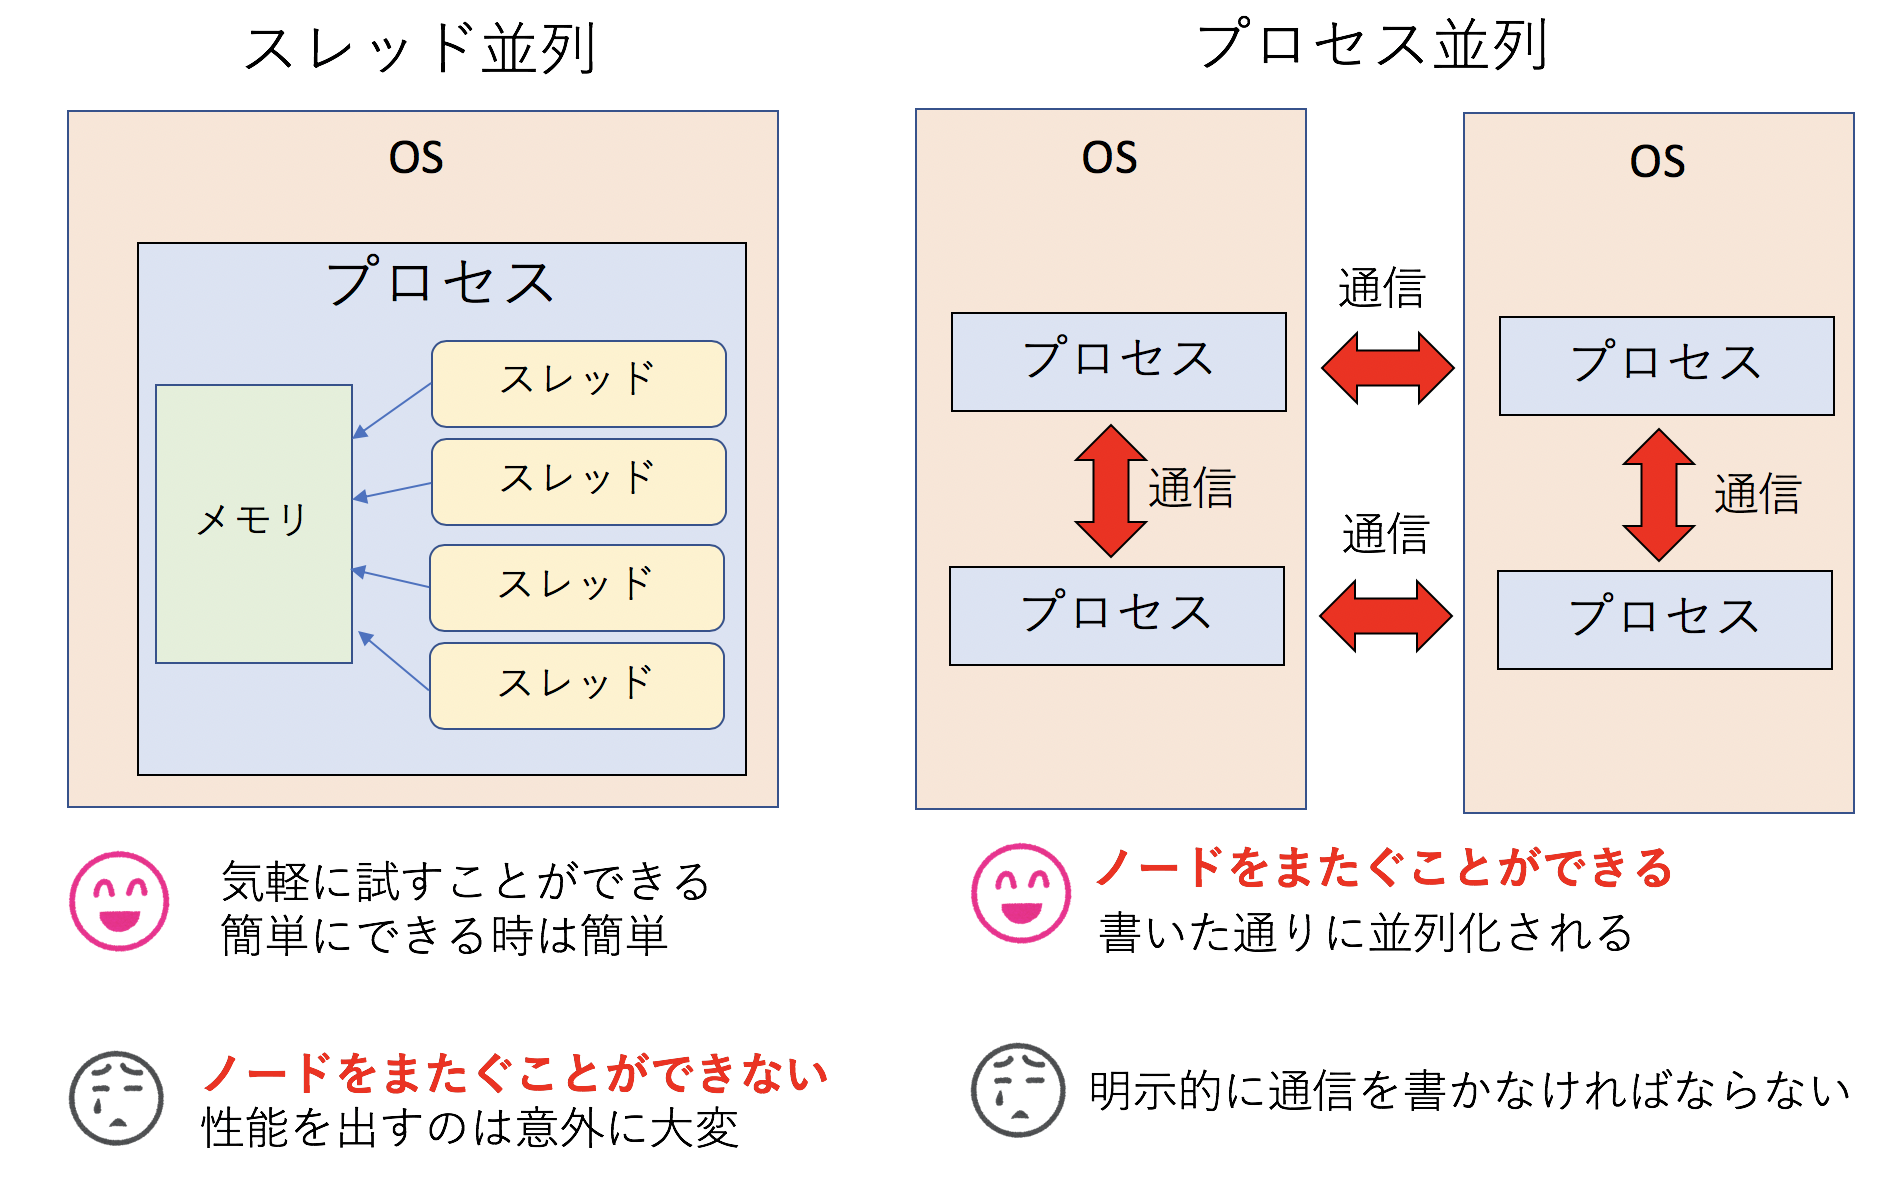 スレッド並列
OS
プロセス
メモリ
スレッド
スレッド
スレッド
スレッド
気軽に試すことができる
簡単にできる時は簡単
ノードをまたぐことができない
性能を出すのは意外に大変
プロセス並列
OS
OS
通信
プロセス
プロセス
通信
通信
通信
プロセス
プロセス
ノードをまたぐことができる
書いた通りに並列化される
明示的に通信を書かなければならない